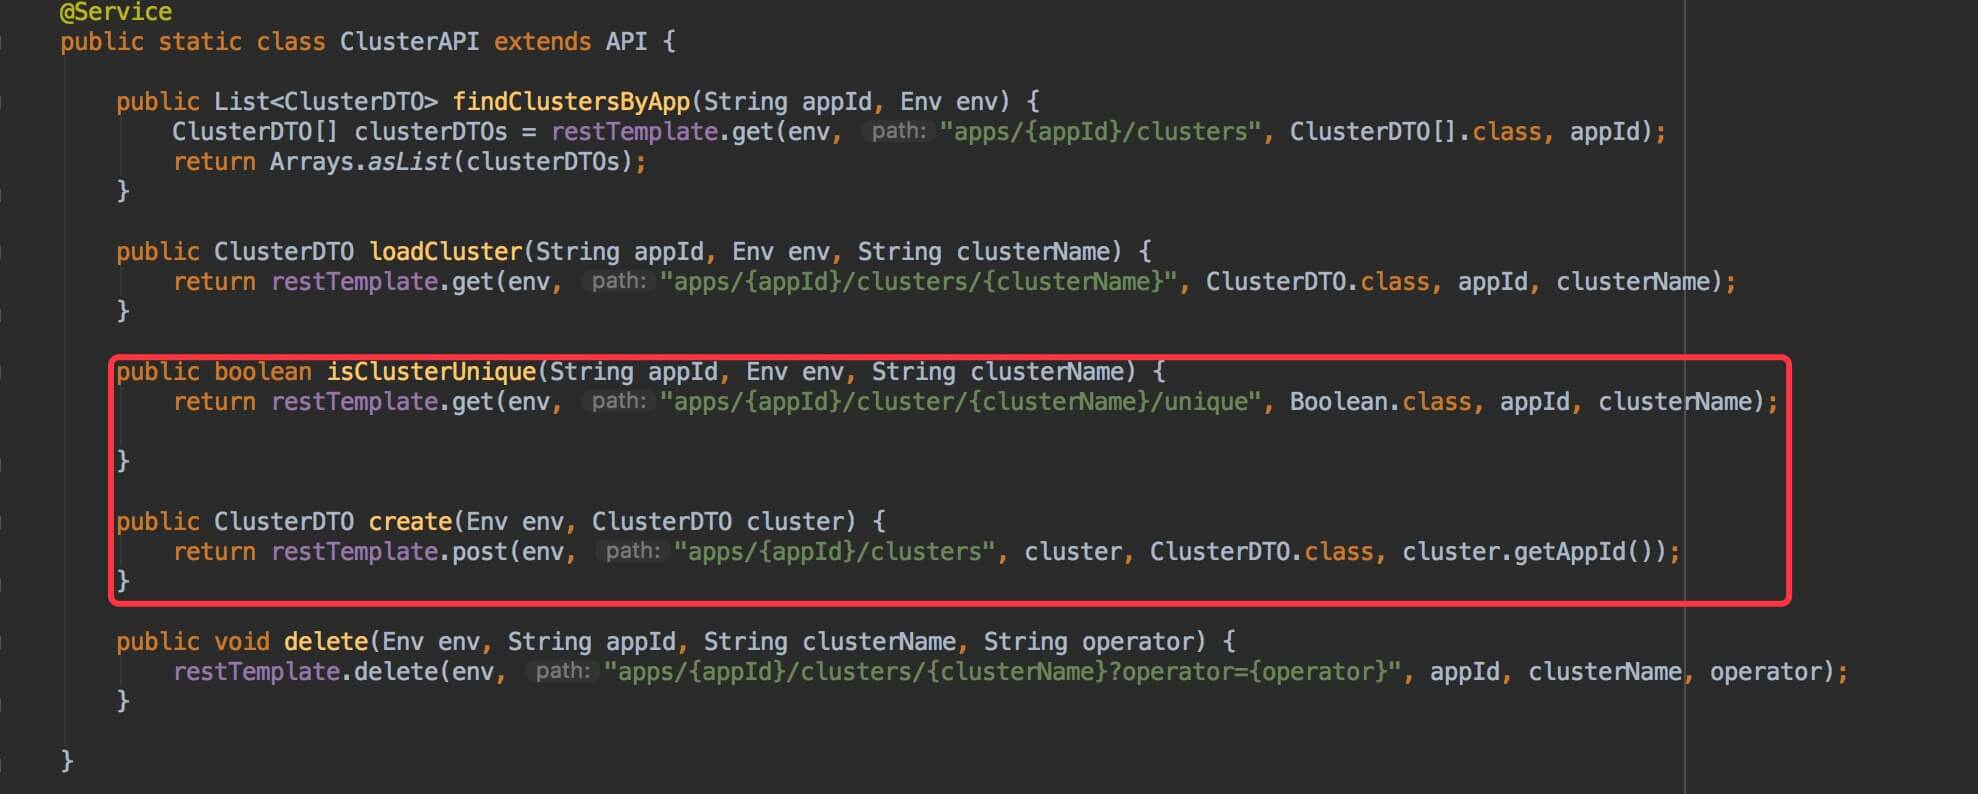 @Service
public static class ClusterAPI extends API {
public List<ClusterDTO> findClustersByApp(String appId, Env env) {
ClusterDTO[] clusterDTOs = restTemplate.get(env, path: "apps/{appId}/clusters", ClusterDTO[].class, appId);
return Arrays.asList(clusterDTOs);
}
public ClusterDTO loadCluster(String appId, Env env, String clusterName) {
return restTemplate.get(env, path: "apps/{appId}/clusters/{clusterName}", ClusterDTO.class, appId, clusterName);
}
public boolean isClusterUnique(String appId, Env env, String clusterName) {
return restTemplate.get(env, path: "apps/{appId}/cluster/{clusterName}/unique", Boolean.class, appId, clusterName);
}
public ClusterDTO create(Env env, ClusterDTO cluster) {
return restTemplate.post(env, path: "apps/{appId}/clusters", cluster, ClusterDTO.class, cluster.getAppId());
}
public void delete(Env env, String appId, String clusterName, String operator) {
restTemplate.delete(env, path: "apps/{appId}/clusters/{clusterName}?operator={operator}", appId, clusterName, operator);
}
}